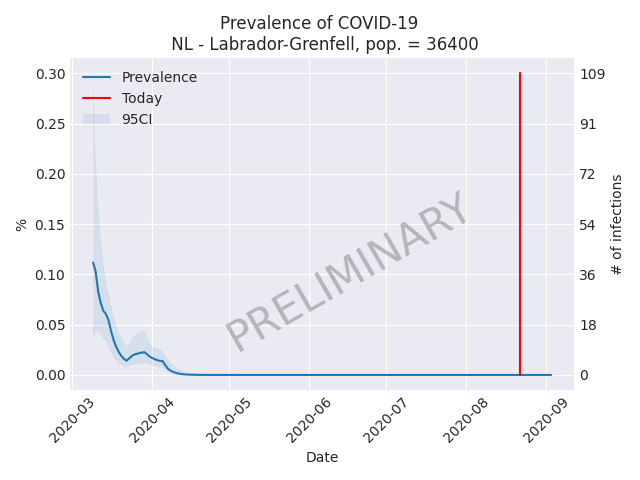 Prevalence of COVID-19
NL - Labrador-Grenfell, pop. = 36400
Prevalence
Today
95CI
PRELIMINARY
%
0.30
0.25
0.20
0.15
0.10
0.05
0.00
109
91
72
54
36
18
0
# of infections
2020-03
2020-04
2020-05
2020-06
2020-07
2020-08
2020-09
Date